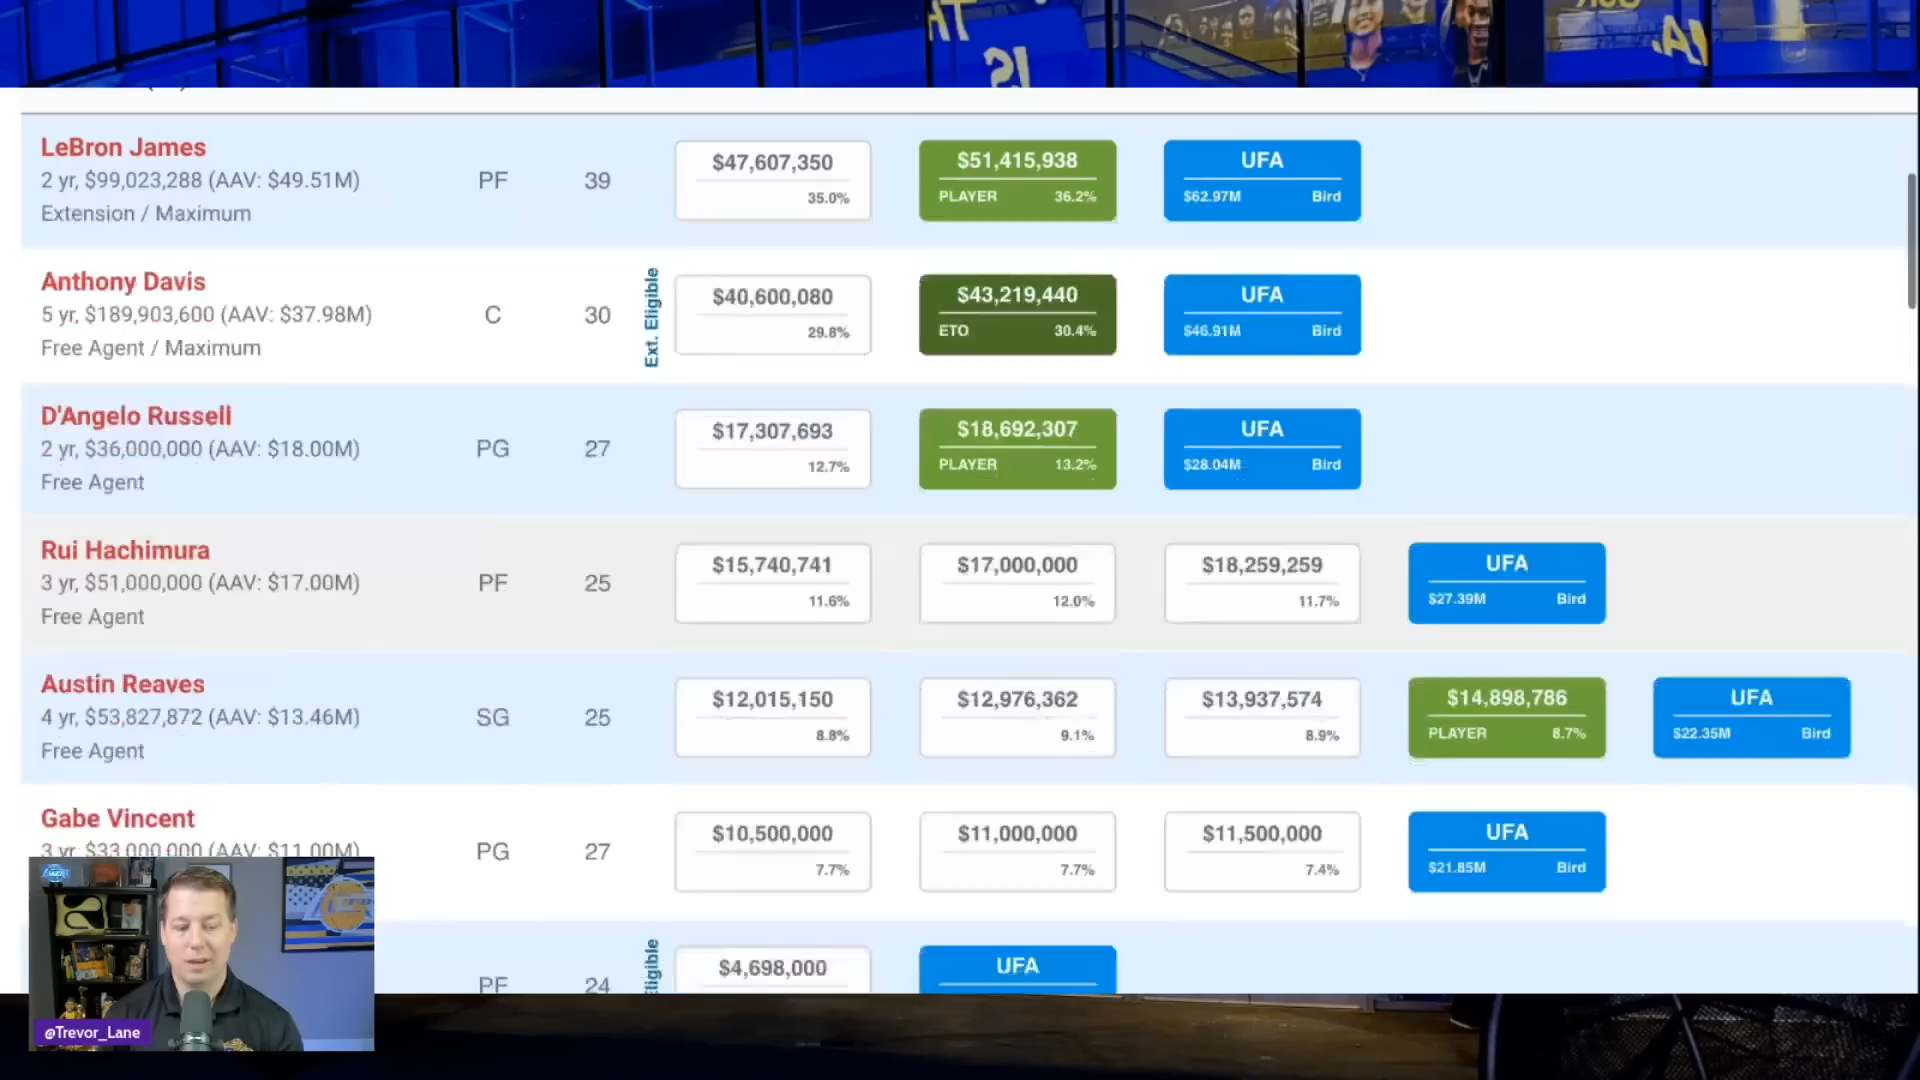 LeBron James
2 yr, $99,023,288 (AAV: $49.51M)
Extension / Maximum
PF
39
$47,607,350
35.0%
$51,415,938
PLAYER 36.2%
UFA
$62.97M Bird
Anthony Davis
5 yr, $189,903,600 (AAV: $37.98M)
Free Agent / Maximum
C
30
Ext. Eligible
$40,600,080
29.8%
$43,219,440
ETO 30.4%
UFA
$46.91M Bird
D'Angelo Russell
2 yr, $36,000,000 (AAV: $18.00M)
Free Agent
PG
27
$17,307,693
12.7%
$18,692,307
PLAYER 13.2%
UFA
$28.04M Bird
Rui Hachimura
3 yr, $51,000,000 (AAV: $17.00M)
Free Agent
PF
25
$15,740,741
11.6%
$17,000,000
12.0%
$18,259,259
11.7%
UFA
$27.39M Bird
Austin Reaves
4 yr, $53,827,872 (AAV: $13.46M)
Free Agent
SG
25
$12,015,150
8.8%
$12,976,362
9.1%
$13,937,574
8.9%
$14,898,786
PLAYER 8.7%
UFA
$22.35M Bird
Gabe Vincent
3 yr, $33,000,000 (AAV: $11.00M)
PG
27
$10,500,000
7.7%
$11,000,000
7.7%
$11,500,000
7.4%
UFA
$21.85M Bird
PF
24
$4,698,000
UFA
@Trevor_Lane